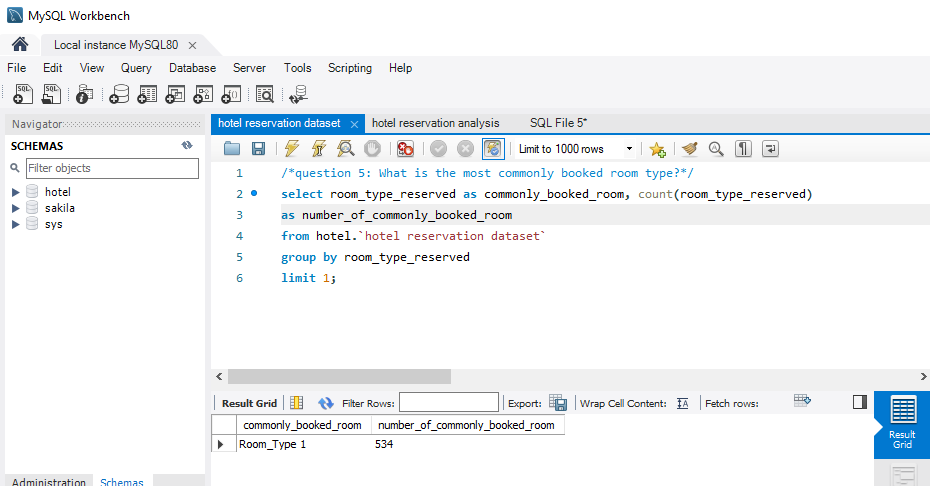 MySQL Workbench
Local instance MySQL80
File Edit View Query Database Server Tools Scripting Help
Navigator
SCHEMAS
Filter objects
hotel
sakila
sys
Administration Schemas
hotel reservation dataset hotel reservation analysis SQL File 5*
Limit to 1000 rows
1 /*question 5: What is the most commonly booked room type?*/
2 select room_type_reserved as commonly_booked_room, count(room_type_reserved)
3 as number_of_commonly_booked_room
4 from hotel.`hotel reservation dataset`
5 group by room_type_reserved
6 limit 1;
Result Grid Filter Rows: Export: Wrap Cell Content: IA Fetch rows:
commonly_booked_room number_of_commonly_booked_room
Room_Type 1 534
Result
Grid